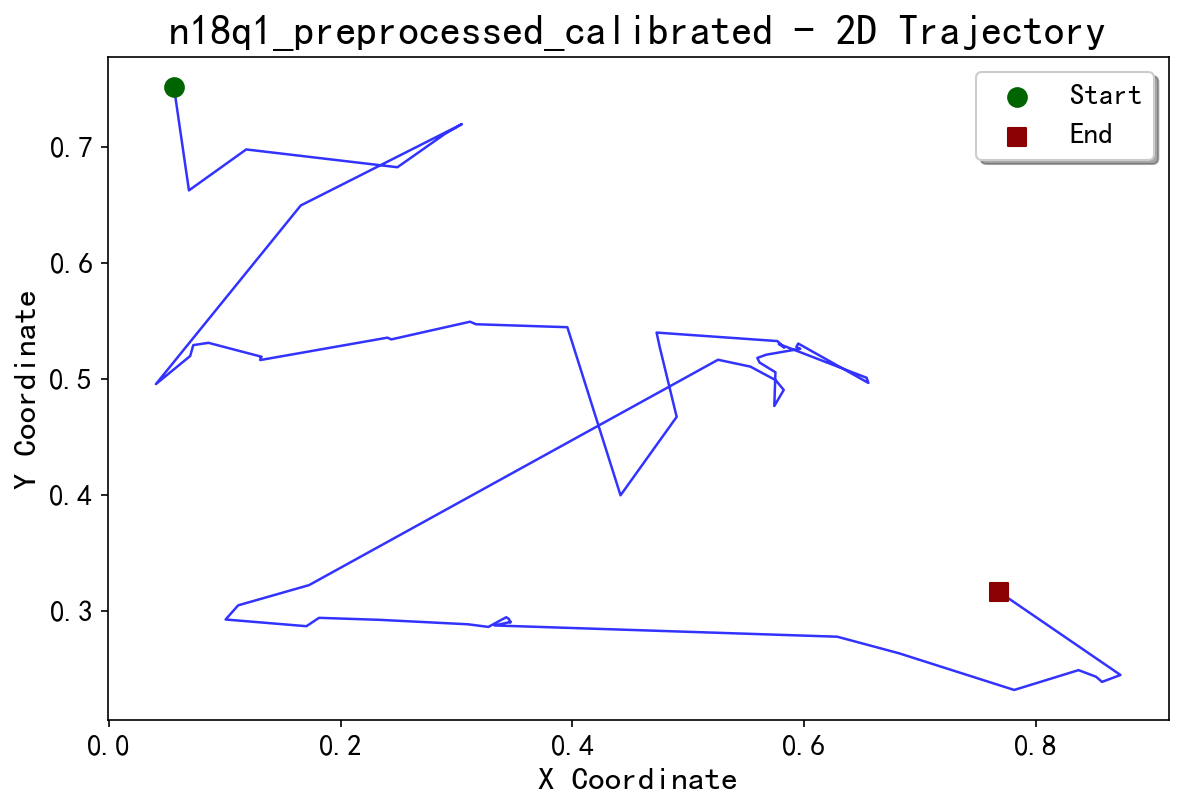 n18q1_preprocessed_calibrated - 2D Trajectory
Start
End
Y Coordinate
0.7
0.6
0.5
0.4
0.3
0.0 0.2 0.4 0.6 0.8
X Coordinate